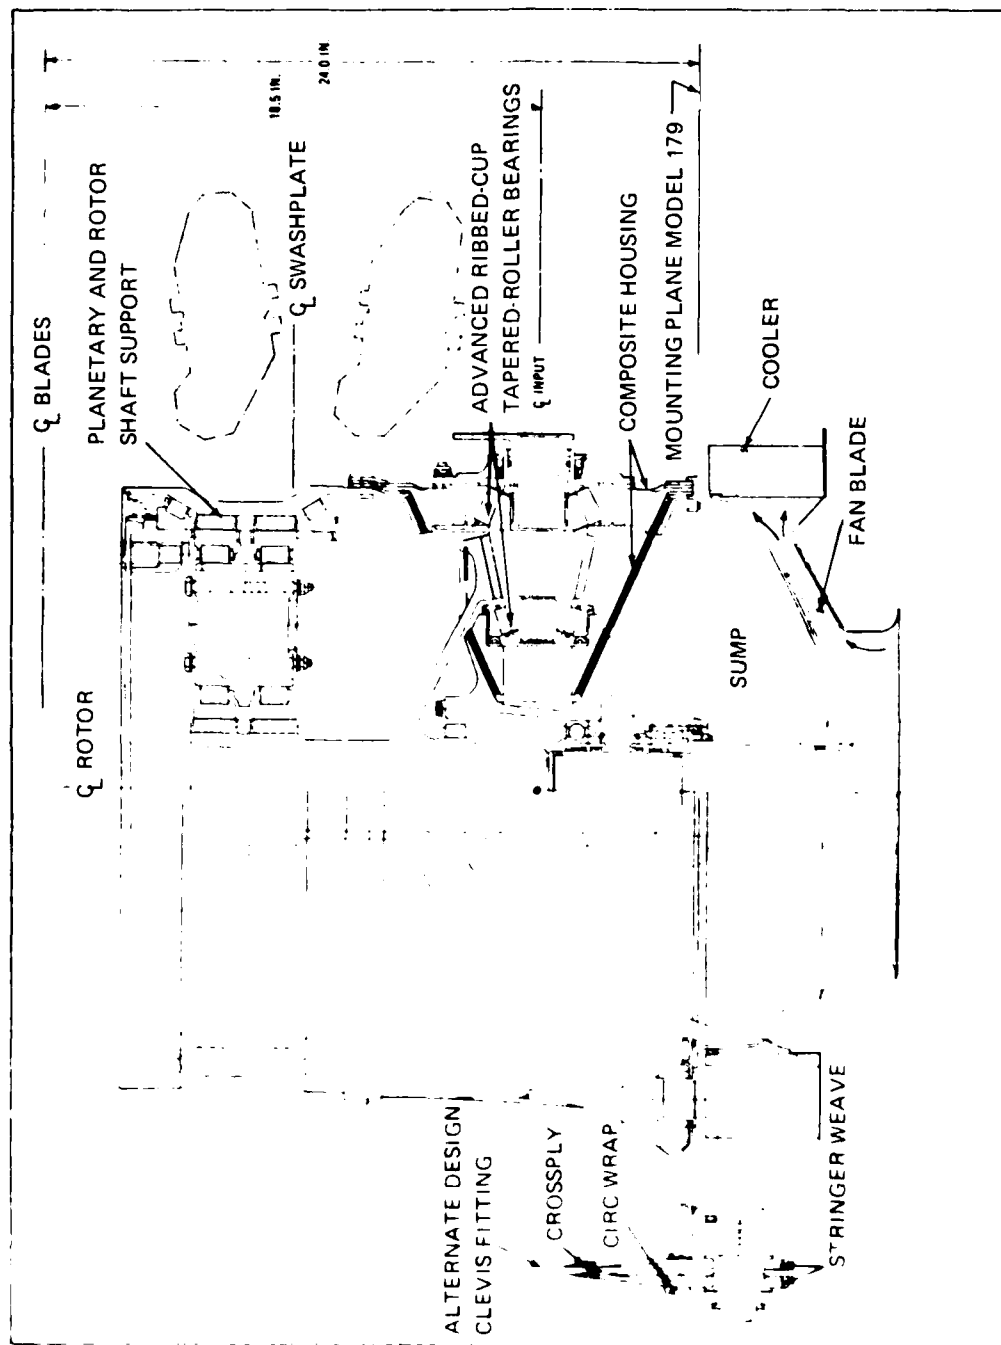 ℄ BLADES
℄ ROTOR
PLANETARY AND ROTOR
SHAFT SUPPORT
℄ SWASHPLATE
18.5 IN.
24.0 IN.
ADVANCED RIBBED-CUP
TAPERED-ROLLER BEARINGS
℄ INPUT
COMPOSITE HOUSING
MOUNTING PLANE MODEL 179
COOLER
FAN BLADE
SUMP
ALTERNATE DESIGN
CLEVIS FITTING
CROSSPLY
CIRC WRAP
STRINGER WEAVE